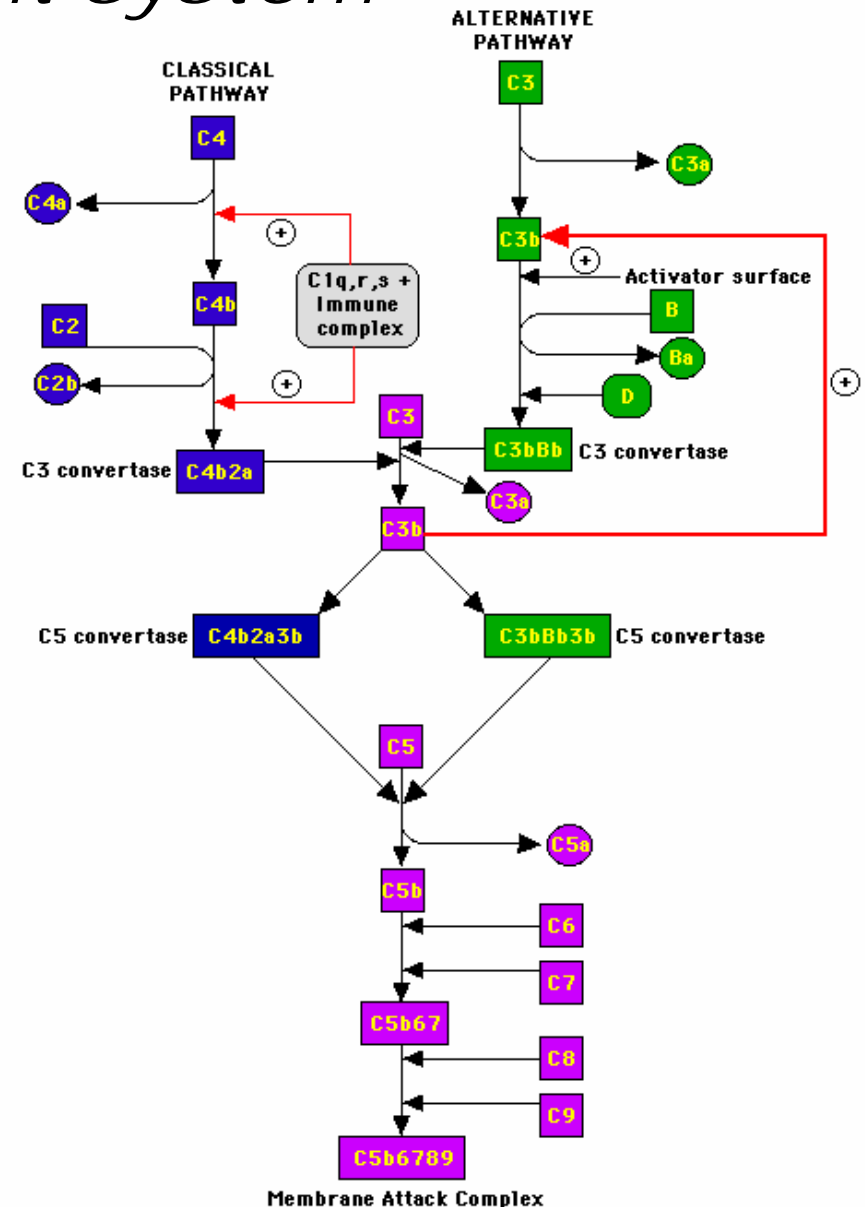 ALTERNATIVE
PATHWAY
CLASSICAL
PATHWAY
C3
C4
C3a
C4a
C3b
+
+
Activator surface
C1q,r,s +
Immune
complex
C4b
C2
B
Ba
C2b
+
+
D
C3
C3 convertase
C4b2a
C3bBb
C3 convertase
C3a
C3b
C5 convertase
C4b2a3b
C3bBb3b
C5 convertase
C5
C5a
C5b
C6
C7
C5b67
C8
C9
C5b6789
Membrane Attack Complex